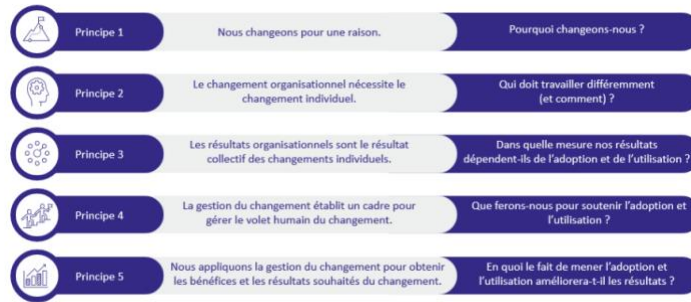 Principe 1
Nous changeons pour une raison.
Pourquoi changeons-nous ?
Principe 2
Le changement organisationnel nécessite le
changement individuel.
Qui doit travailler différemment
(et comment) ?
Principe 3
Les résultats organisationnels sont le résultat
collectif des changements individuels.
Dans quelle mesure nos résultats
dépendent-ils de l'adoption et de l'utilisation ?
Principe 4
La gestion du changement établit un cadre pour
gérer le volet humain du changement.
Que ferons-nous pour soutenir l'adoption et
l'utilisation ?
Principe 5
Nous appliquons la gestion du changement pour obtenir
les bénéfices et les résultats souhaités du changement.
En quoi le fait de mener l'adoption et
l'utilisation améliorera-t-il les résultats ?